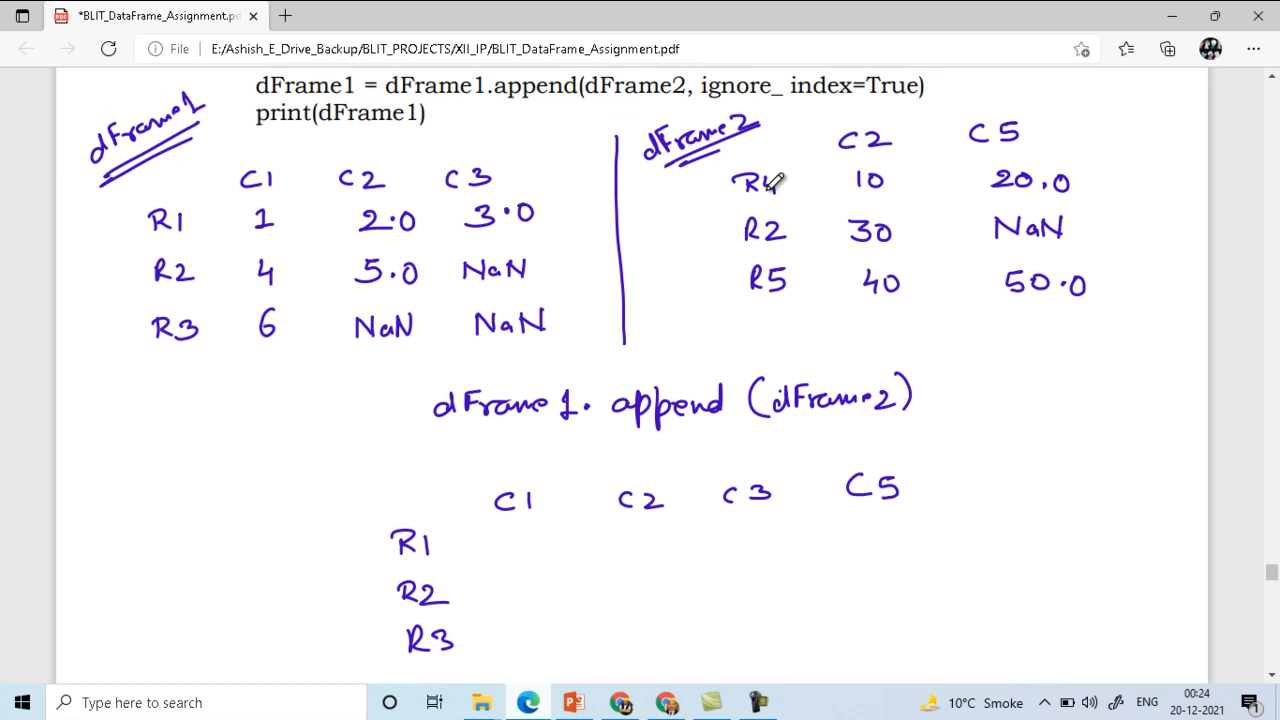 *BLIT_DataFrame_Assignment.pd
File E:/Ashish_E_Drive_Backup/BLIT_PROJECTS/XII_IP/BLIT_DataFrame_Assignment.pdf
dFrame1 = dFrame1.append(dFrame2, ignore_ index=True)
print(dFrame1)
dFrame1
C1 C2 C3
R1 1 2.0 3.0
R2 4 5.0 NaN
R3 6 NaN NaN
dFrame2
C2 C5
R4 10 20.0
R2 30 NaN
R5 40 50.0
dFrame1. append (dFrame2)
C1 C2 C3 C5
R1
R2
R3
Type here to search
10°C Smoke
ENG
00:24
20-12-2021